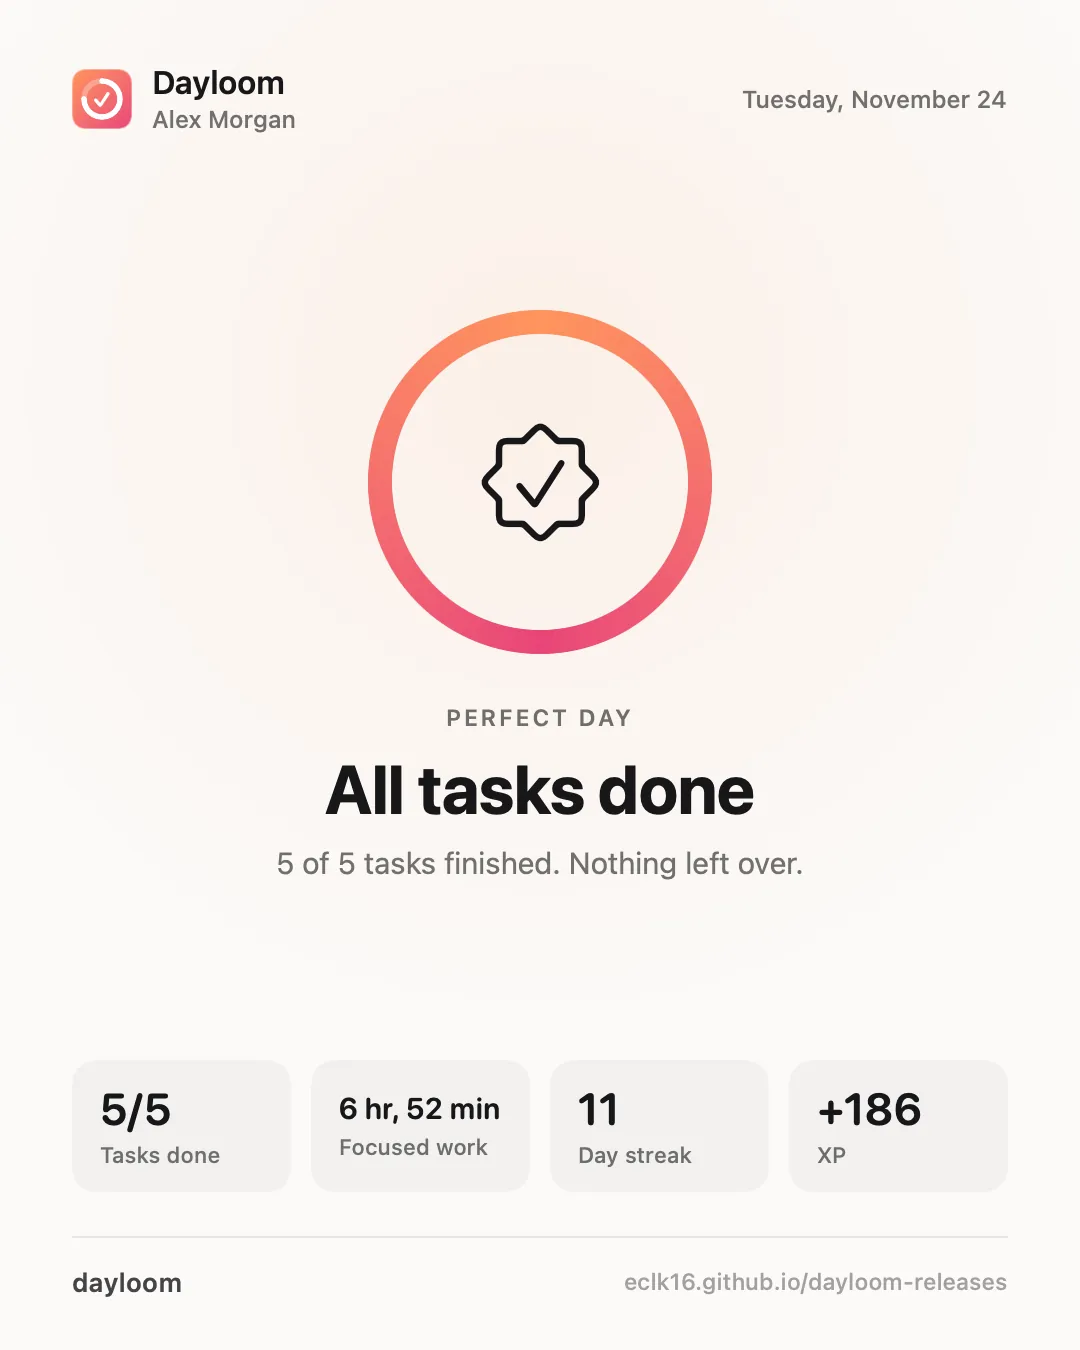 Dayloom
Alex Morgan
Tuesday, November 24
PERFECT DAY
All tasks done
5 of 5 tasks finished. Nothing left over.
5/5
Tasks done
6 hr, 52 min
Focused work
11
Day streak
+186
XP
dayloom
eclk16.github.io/dayloom-releases